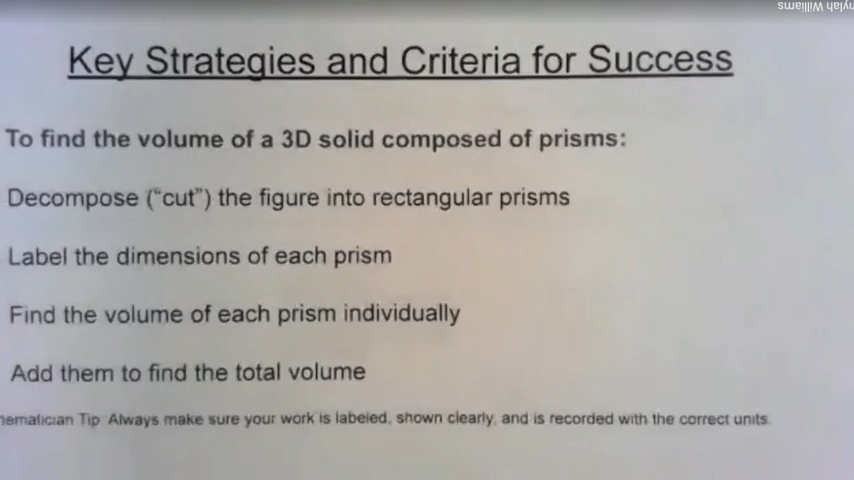 Williams
Key Strategies and Criteria for Success
To find the volume of a 3D solid composed of prisms:
Decompose (“cut”) the figure into rectangular prisms
Label the dimensions of each prism
Find the volume of each prism individually
Add them to find the total volume
Tip: Always make sure your work is labeled, shown clearly, and is recorded with the correct units.